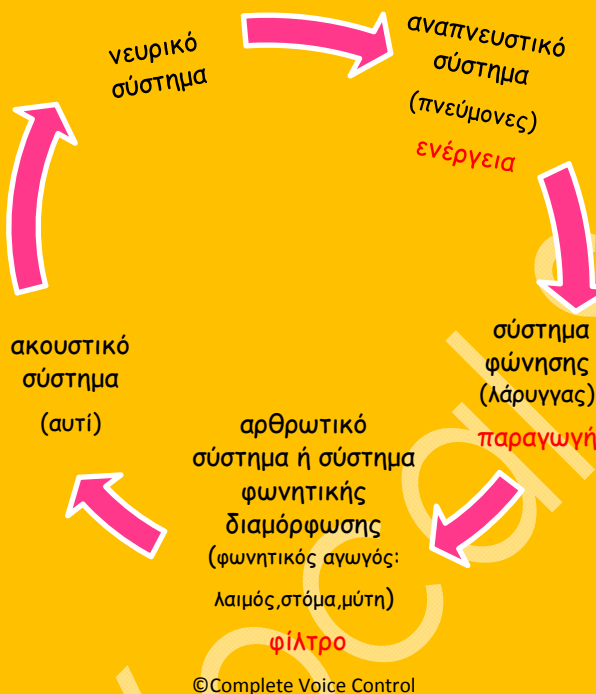 νευρικό
σύστημα
αναπνευστικό
σύστημα
(πνεύμονες)
ενέργεια
σύστημα
φώνησης
(λάρυγγας)
παραγωγή
αρθρωτικό
σύστημα ή σύστημα
φωνητικής
διαμόρφωσης
(φωνητικός αγωγός:
λαιμός,στόμα,μύτη)
φίλτρο
ακουστικό
σύστημα
(αυτί)
©Complete Voice Control